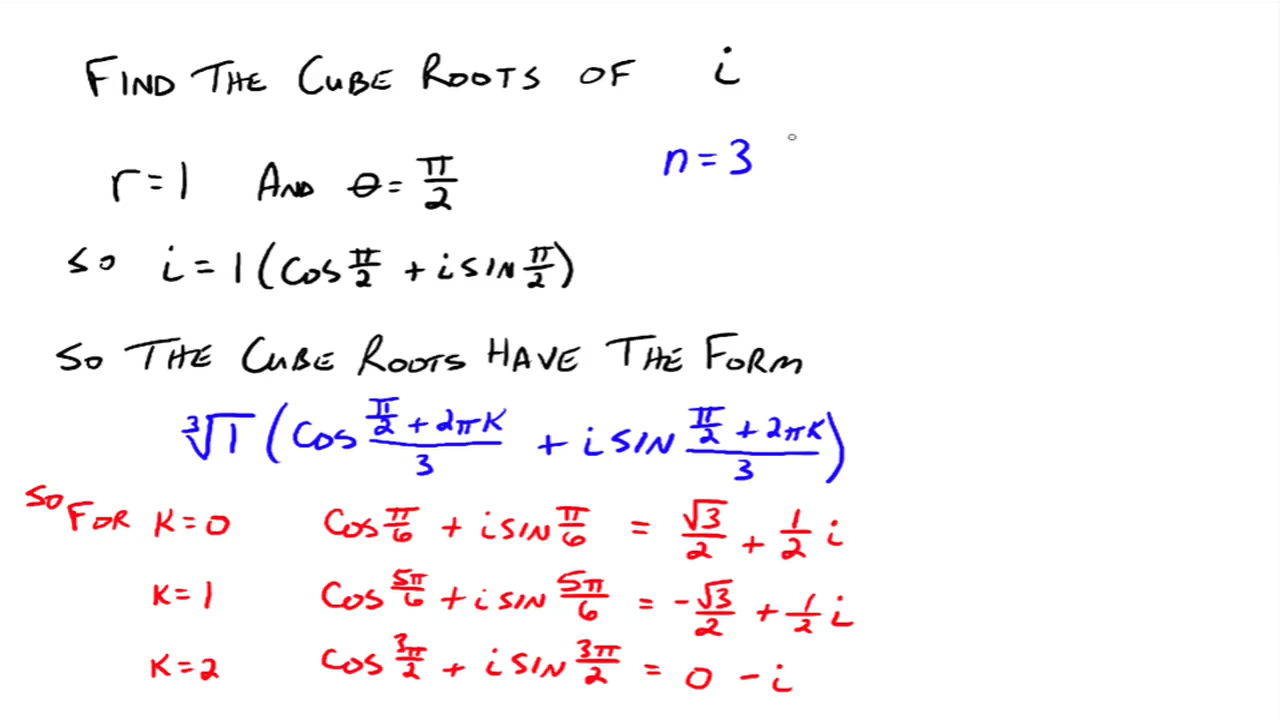 FIND THE CUBE ROOTS OF i
r=1 AND θ=π/2 n=3
SO i=1(cos π/2 + i sin π/2)
SO THE CUBE ROOTS HAVE THE FORM
∛1 (cos (π/2 + 2πK)/3 + i sin (π/2 + 2πK)/3)
SO FOR K=0 cos π/6 + i sin π/6 = √3/2 + 1/2 i
K=1 cos 5π/6 + i sin 5π/6 = -√3/2 + 1/2 i
K=2 cos 3π/2 + i sin 3π/2 = 0 - i